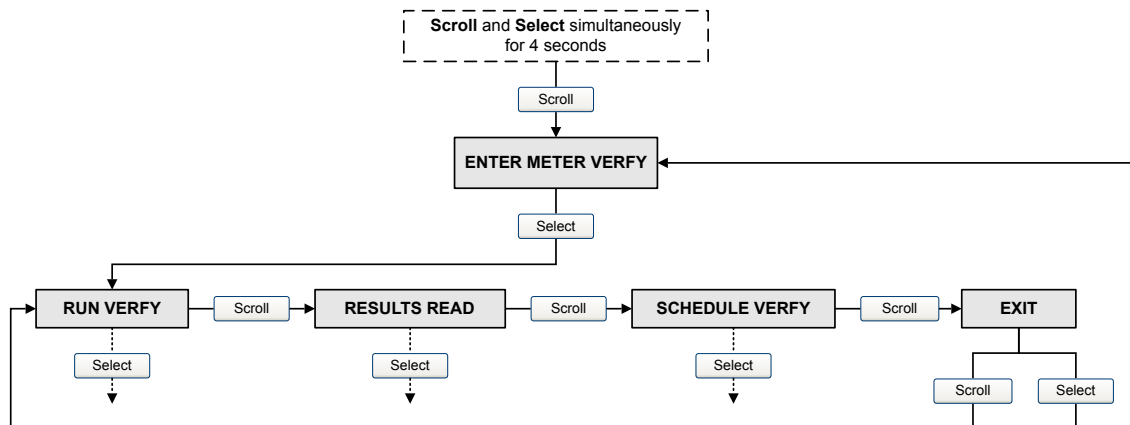 Scroll and Select simultaneously
for 4 seconds
Scroll
ENTER METER VERFY
Select
RUN VERFY
Scroll
RESULTS READ
Scroll
SCHEDULE VERFY
Scroll
EXIT
Select
Select
Select
Scroll
Select